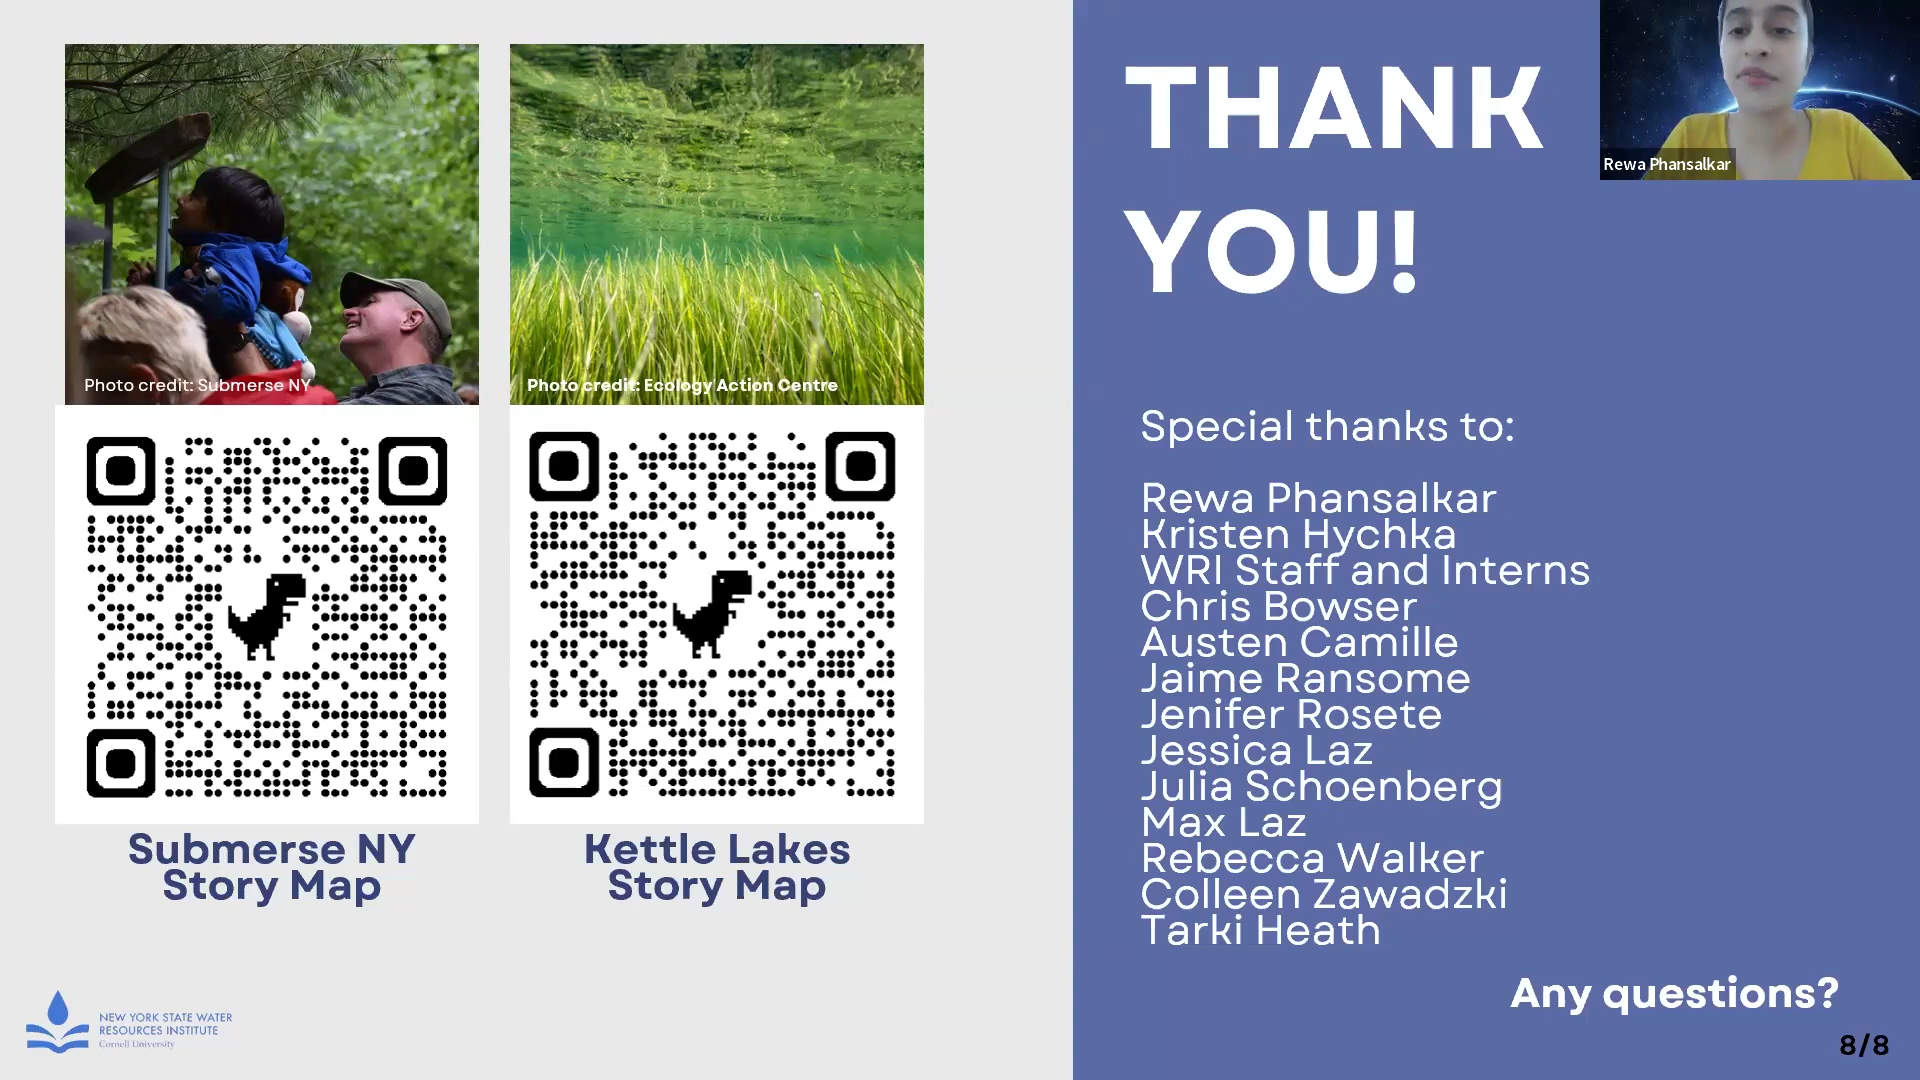 THANK
YOU!
Rewa Phansalkar
Photo credit: Submerse NY
Photo credit: Ecology Action Centre
Submerse NY
Story Map
Kettle Lakes
Story Map
Special thanks to:
Rewa Phansalkar
Kristen Hychka
WRI Staff and Interns
Chris Bowser
Austen Camille
Jaime Ransome
Jenifer Rosete
Jessica Laz
Julia Schoenberg
Max Laz
Rebecca Walker
Colleen Zawadzki
Tarki Heath
Any questions?
8/8
NEW YORK STATE WATER
RESOURCES INSTITUTE
Cornell University